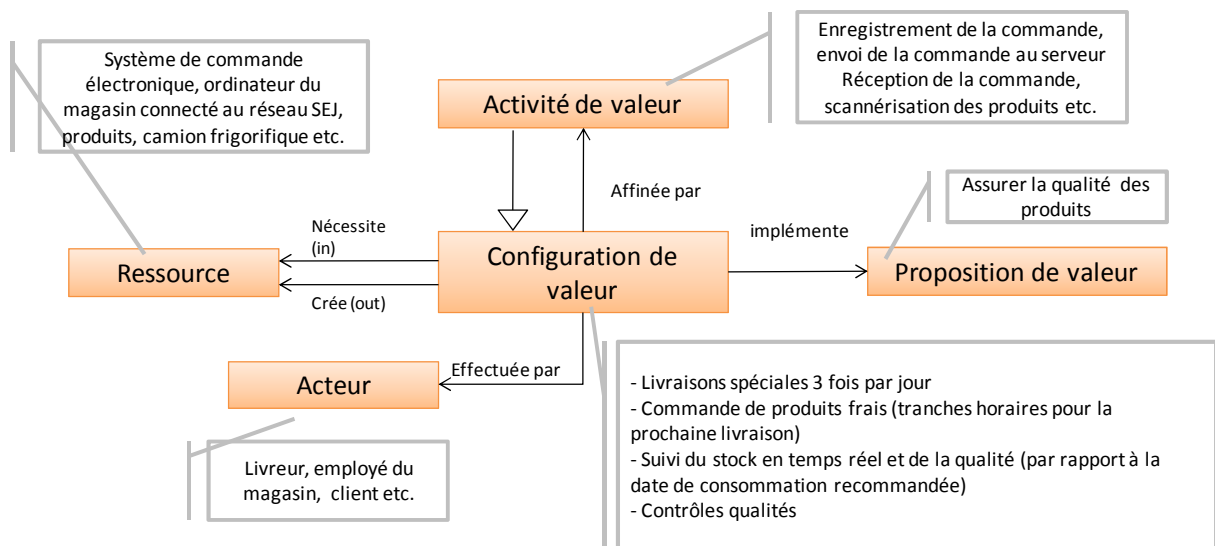 Système de commande
électronique, ordinateur du
magasin connecté au réseau SEJ,
produits, camion frigorifique etc.
Enregistrement de la commande,
envoi de la commande au serveur
Réception de la commande,
scannérisation des produits etc.
Activité de valeur
Affinée par
Assurer la qualité des
produits
Nécessite
(in)
implémente
Ressource
Configuration de
valeur
Proposition de valeur
Crée (out)
Effectuée par
Acteur
Livreur, employé du
magasin, client etc.
- Livraisons spéciales 3 fois par jour
- Commande de produits frais (tranches horaires pour la
prochaine livraison)
- Suivi du stock en temps réel et de la qualité (par rapport à la
date de consommation recommandée)
- Contrôles qualités